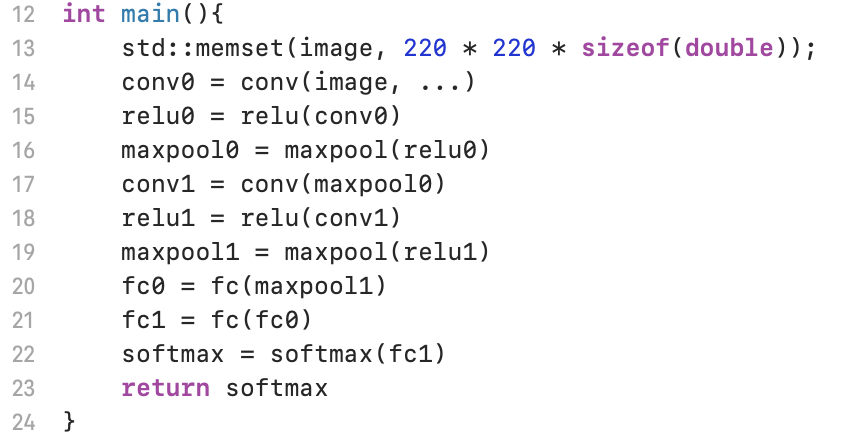 12 int main(){
13 std::memset(image, 220 * 220 * sizeof(double));
14 conv0 = conv(image, ...)
15 relu0 = relu(conv0)
16 maxpool0 = maxpool(relu0)
17 conv1 = conv(maxpool0)
18 relu1 = relu(conv1)
19 maxpool1 = maxpool(relu1)
20 fc0 = fc(maxpool1)
21 fc1 = fc(fc0)
22 softmax = softmax(fc1)
23 return softmax
24 }